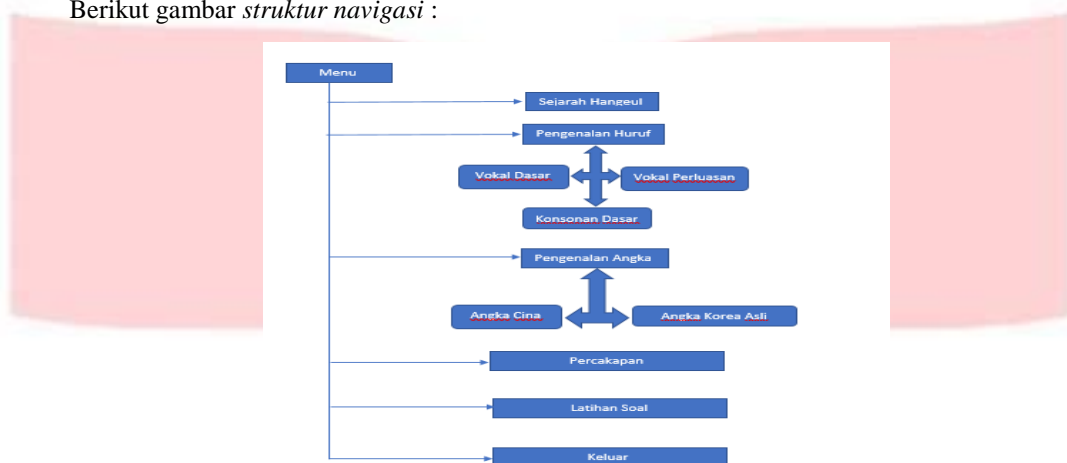 Berikut gambar struktur navigasi :
Menu
Sejarah Hangeul
Pengenalan Huruf
Vokal Dasar
Vokal Perluasan
Konsonan Dasar
Pengenalan Angka
Angka Cina
Angka Korea Asli
Percakapan
Latihan Soal
Keluar